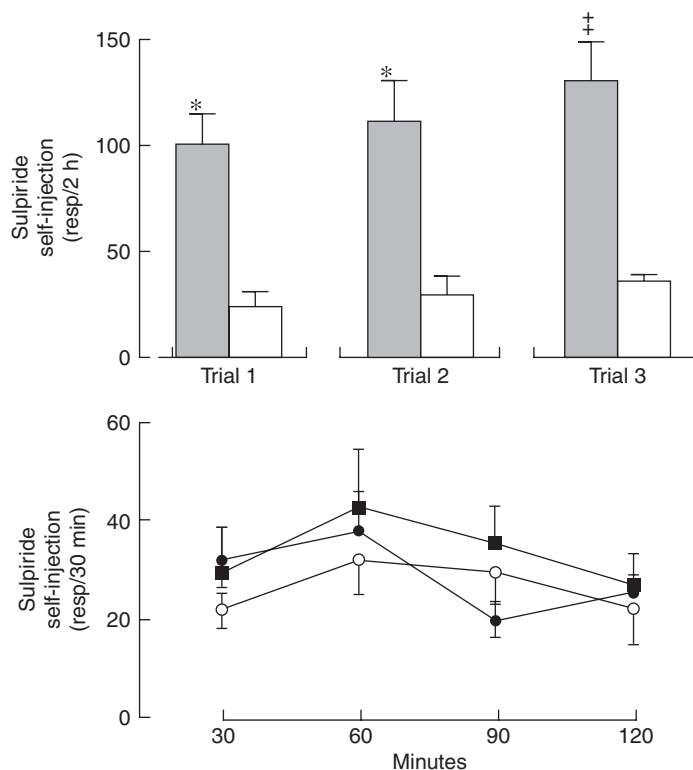 Sulpiride
self-injection
(resp/2 h)
150
100
50
0
*
*
‡
Trial 1
Trial 2
Trial 3
Sulpiride
self-injection
(resp/30 min)
60
40
20
0
30
60
90
120
Minutes